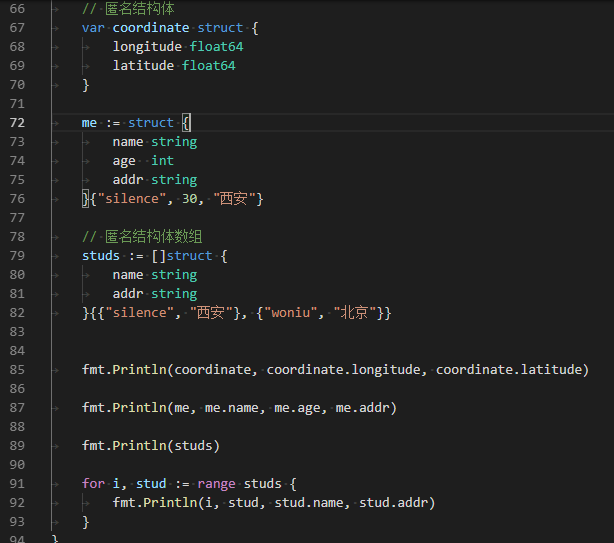 66 // 匿名结构体
67 var coordinate struct {
68 longitude float64
69 latitude float64
70 }
71
72 me := struct {
73 name string
74 age int
75 addr string
76 }{"silence", 30, "西安"}
77
78 // 匿名结构体数组
79 studs := []struct {
80 name string
81 addr string
82 }{{"silence", "西安"}, {"woniu", "北京"}}
83
84
85 fmt.Println(coordinate, coordinate.longitude, coordinate.latitude)
86
87 fmt.Println(me, me.name, me.age, me.addr)
88
89 fmt.Println(studs)
90
91 for i, stud := range studs {
92 fmt.Println(i, stud, stud.name, stud.addr)
93 }
94 }